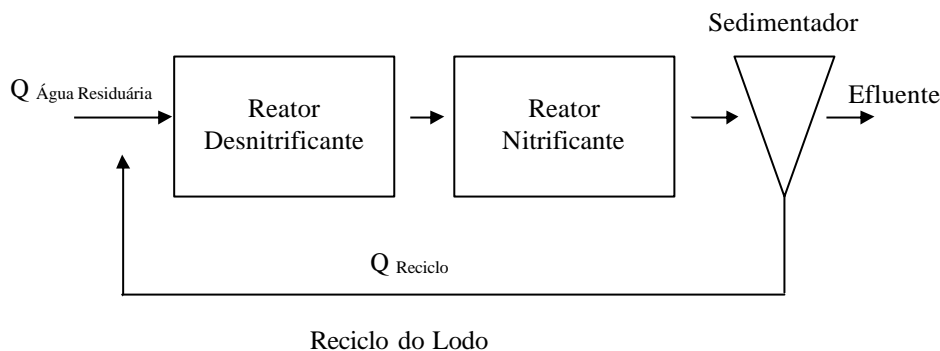 Sedimentador
Q Água Residuária
Reator
Desnitrificante
Reator
Nitrificante
Efluente
Q Reciclo
Reciclo do Lodo